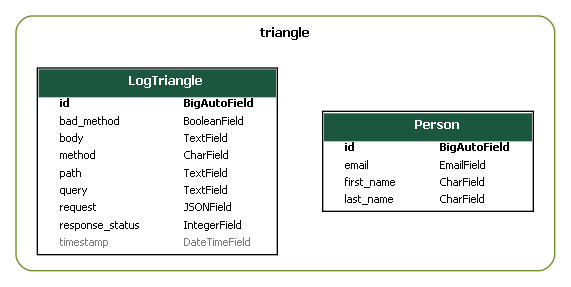 triangle
LogTriangle
id BigAutoField
bad_method BooleanField
body TextField
method CharField
path TextField
query TextField
request JSONField
response_status IntegerField
timestamp DateTimeField
Person
id BigAutoField
email EmailField
first_name CharField
last_name CharField